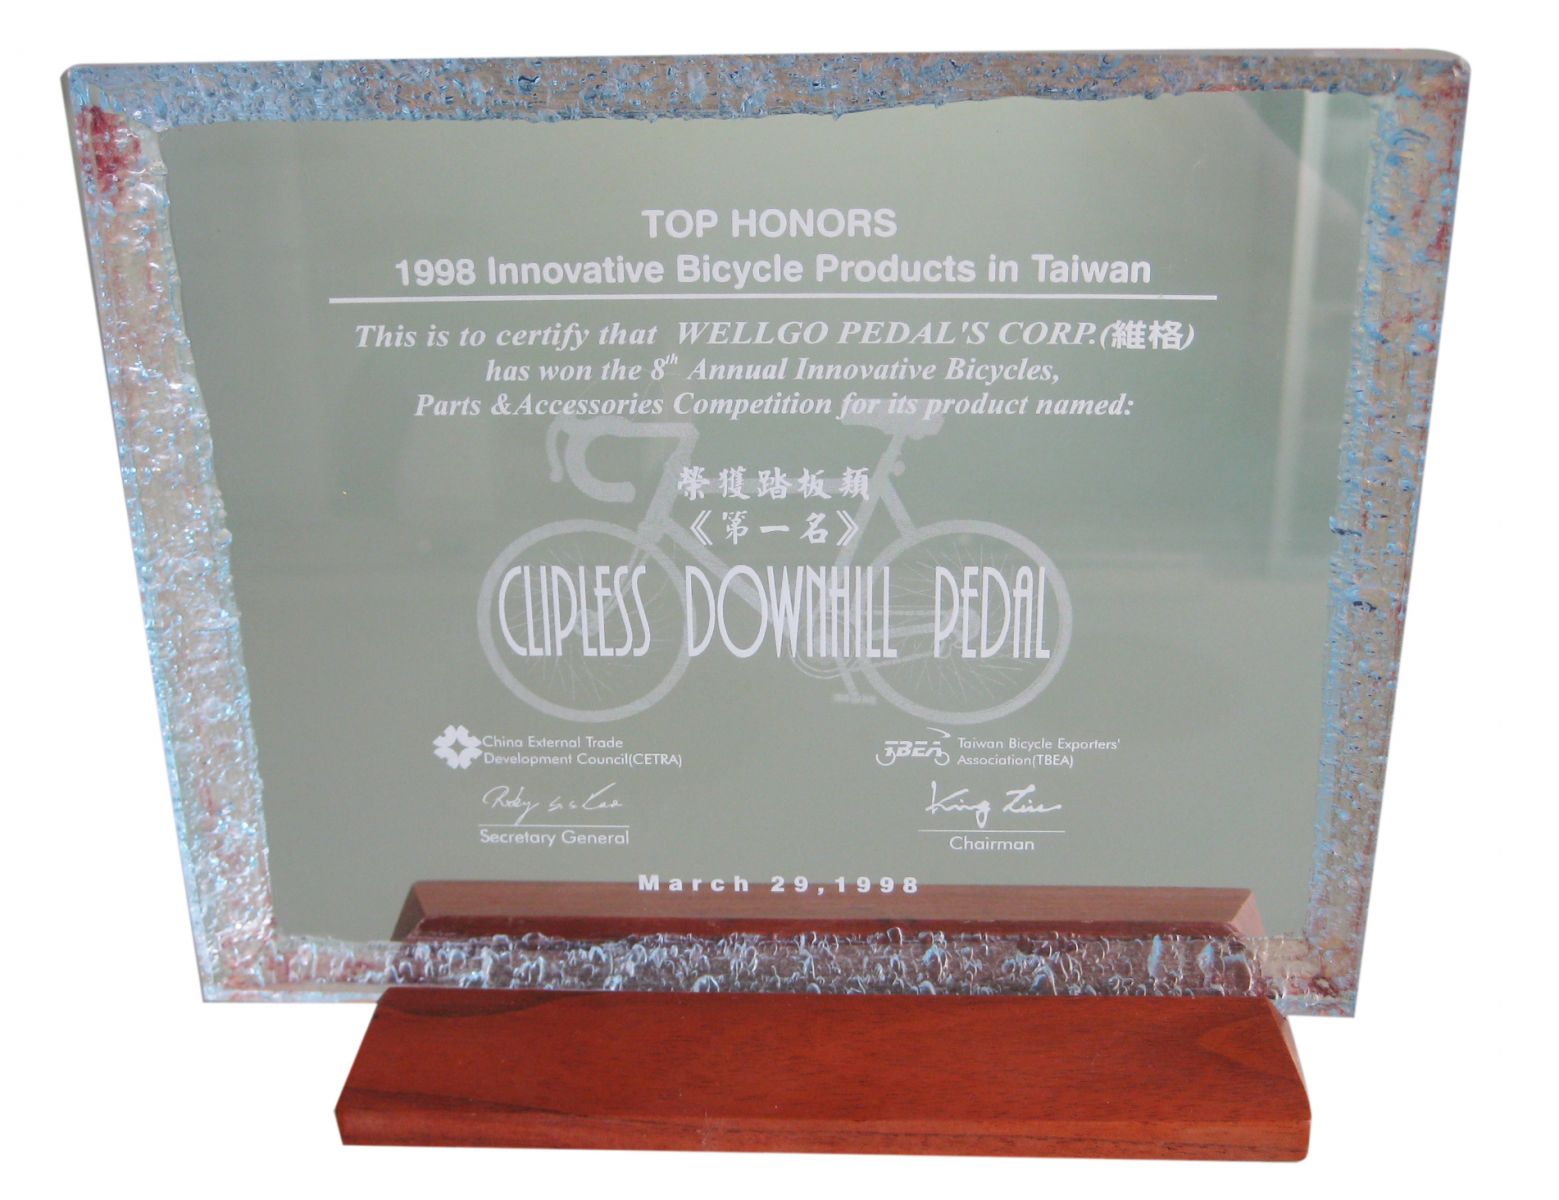 TOP HONORS
1998 Innovative Bicycle Products in Taiwan
This is to certify that WELLGO PEDAL'S CORP.(維格)
has won the 8th Annual Innovative Bicycles,
Parts &Accessories Competition for its product named:
榮獲踏板類
《第一名》
CLIPLESS DOWNHILL PEDAL
China External Trade
Development Council(CETRA)
TBEA
Taiwan Bicycle Exporters'
Association(TBEA)
King Liu
Secretary General
Chairman
March 29,1998